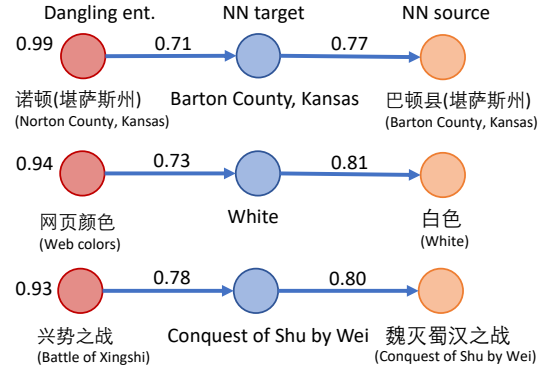 Dangling ent. NN target NN source
0.99 0.71 0.77
诺顿(堪萨斯州) Barton County, Kansas 巴顿县(堪萨斯州)
(Norton County, Kansas) (Barton County, Kansas)
0.94 0.73 0.81
网页颜色 White 白色
(Web colors) (White)
0.93 0.78 0.80
兴势之战 Conquest of Shu by Wei 魏灭蜀汉之战
(Battle of Xingshi) (Conquest of Shu by Wei)